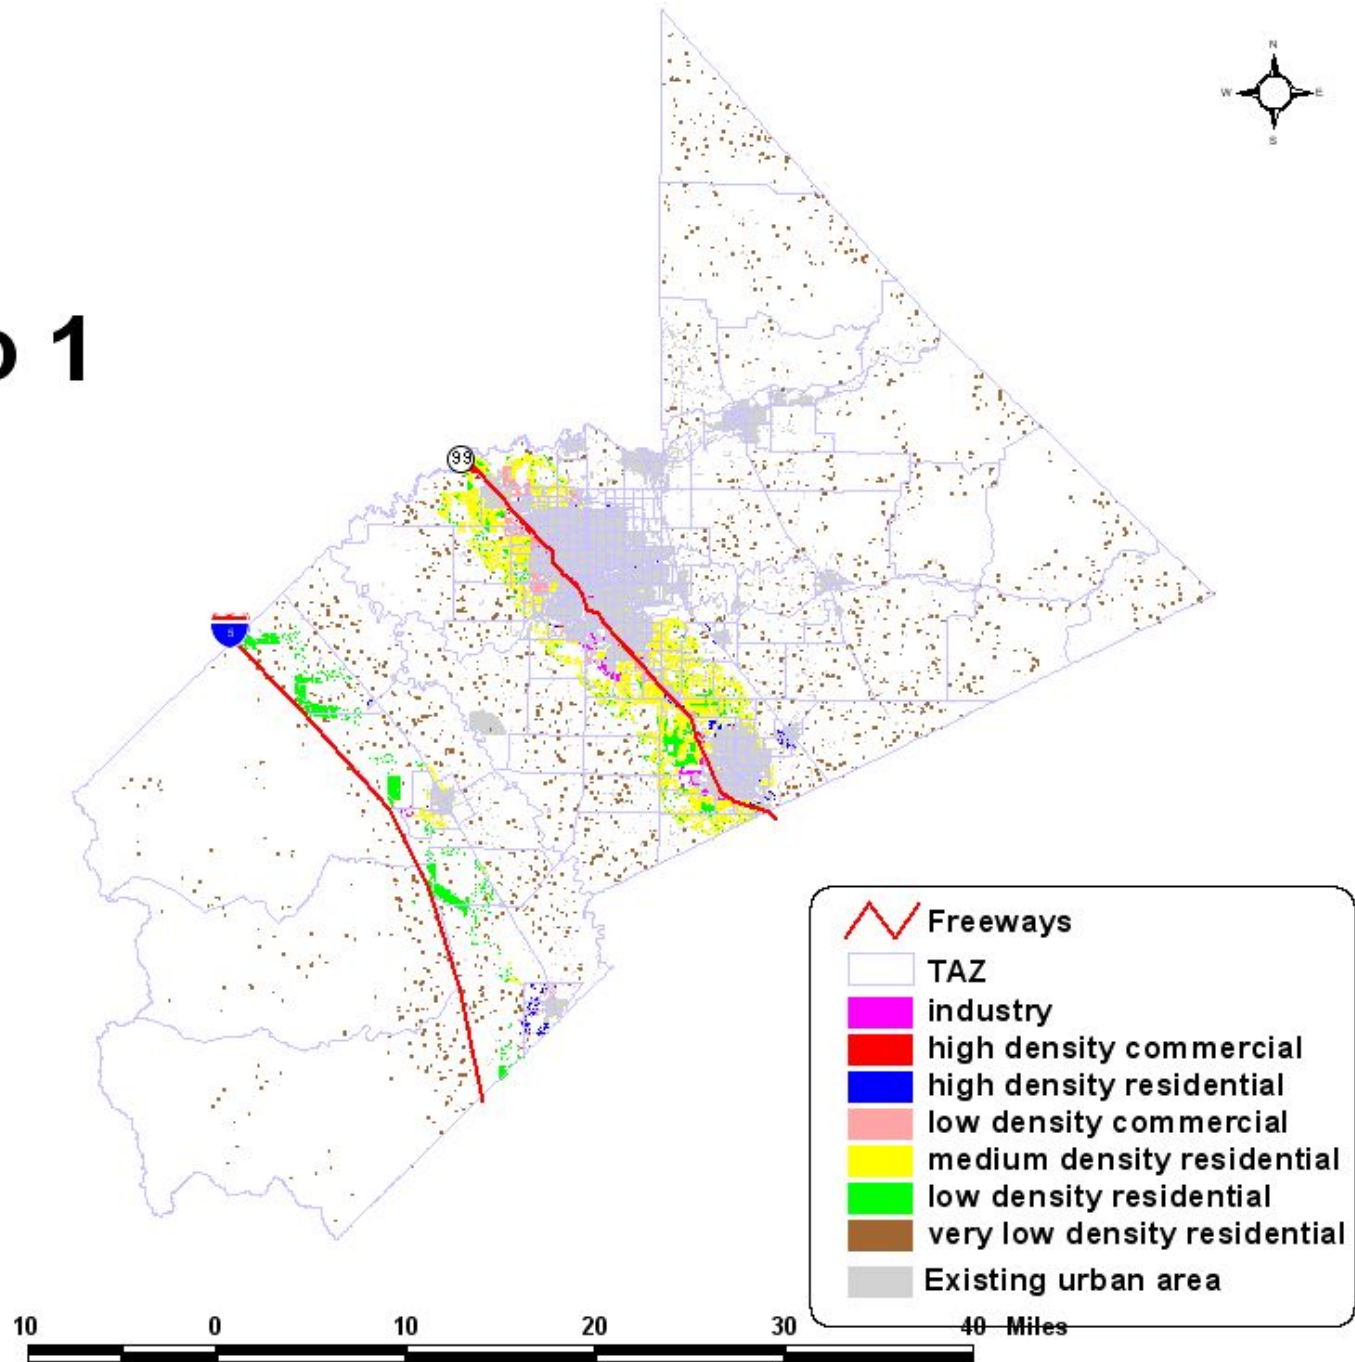 N
W E
S
o 1
99
5
Freeways
TAZ
industry
high density commercial
high density residential
low density commercial
medium density residential
low density residential
very low density residential
Existing urban area
10 0 10 20 30 40 Miles